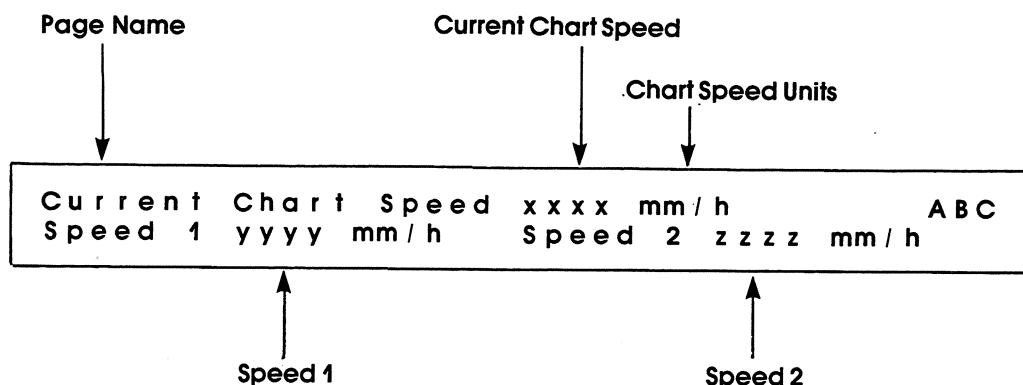 Page Name
Current Chart Speed
Chart Speed Units
Current Chart Speed xxxx mm/h ABC
Speed 1 yyyy mm/h Speed 2 zzzz mm/h
Speed 1
Speed 2